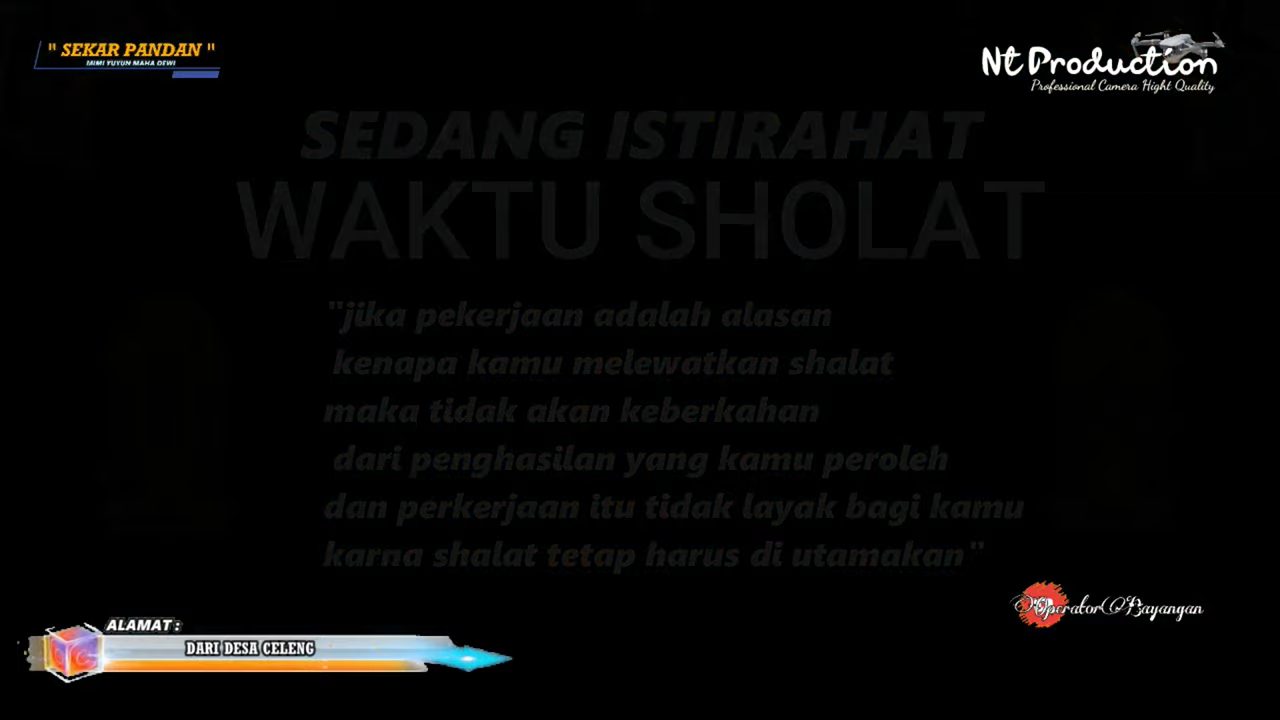 " SEKAR PANDAN "
MIMI YUYUN MAHA DEWI
Nt Production
Professional Camera Hight Quality
SEDANG ISTIRAHAT
WAKTU SHOLAT
"jika pekerjaan adalah alasan
kenapa kamu melewatkan shalat
maka tidak akan keberkahan
dari penghasilan yang kamu peroleh
dan perkerjaan itu tidak layak bagi kamu
karna shalat tetap harus di utamakan"
Operator Bayangan
ALAMAT :
DARI DESA CELENG